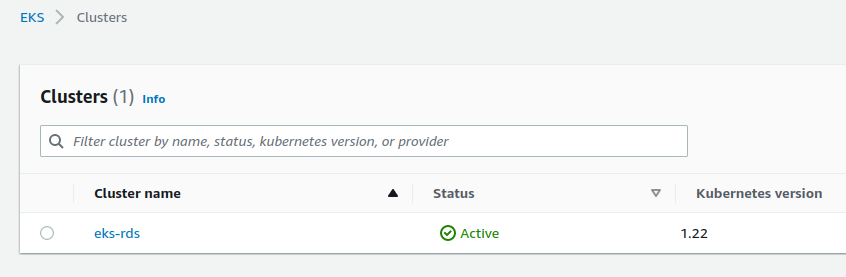 EKS Clusters
Clusters (1) Info
Filter cluster by name, status, kubernetes version, or provider
Cluster name Status Kubernetes version
eks-rds Active 1.22